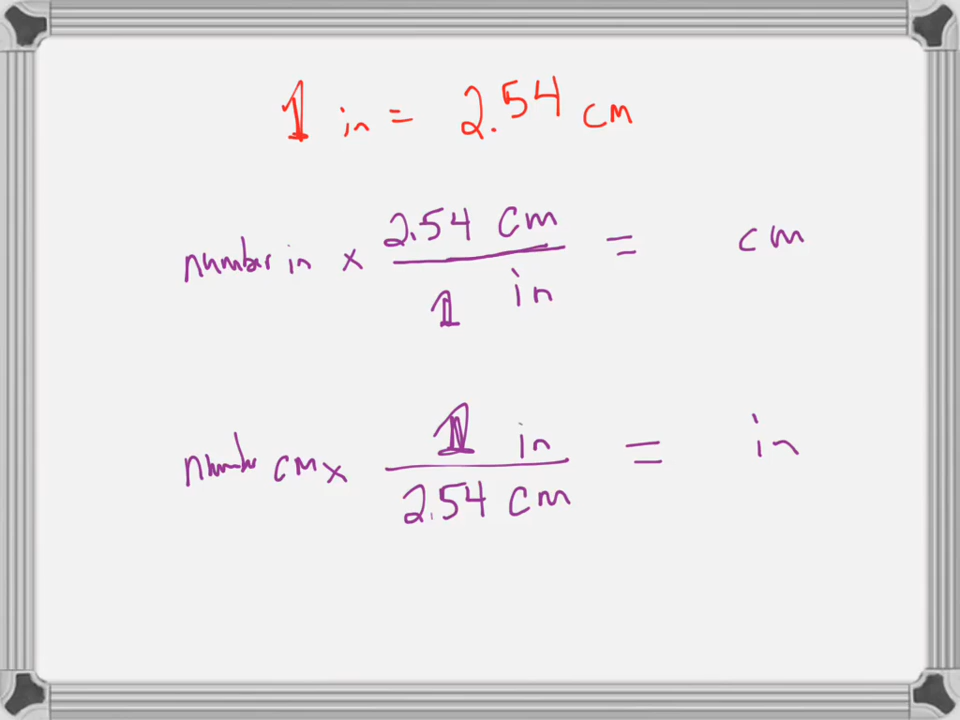 1 in = 2.54 cm
number in x 2.54 cm / 1 in = cm
number cm x 1 in / 2.54 cm = in